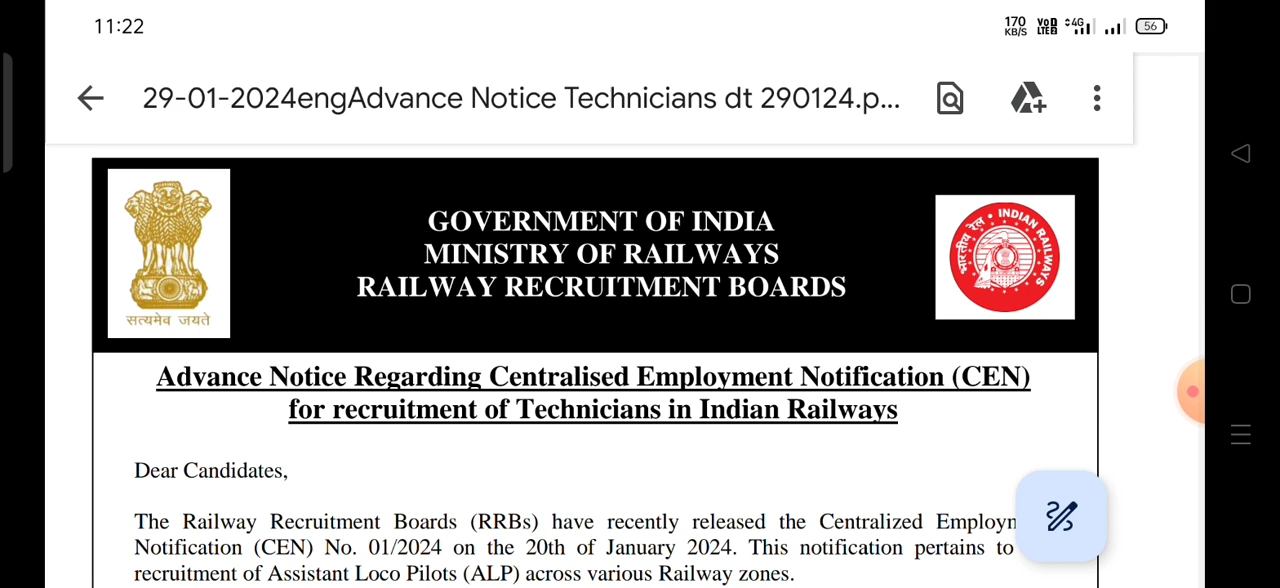 11:22
170 KB/S Vo1 LTE2 4G 56
29-01-2024engAdvance Notice Technicians dt 290124.p...
सत्यमेव जयते
GOVERNMENT OF INDIA
MINISTRY OF RAILWAYS
RAILWAY RECRUITMENT BOARDS
भारतीय रेल • INDIAN RAILWAYS
Advance Notice Regarding Centralised Employment Notification (CEN)
for recruitment of Technicians in Indian Railways
Dear Candidates,
The Railway Recruitment Boards (RRBs) have recently released the Centralized Employn
Notification (CEN) No. 01/2024 on the 20th of January 2024. This notification pertains to
recruitment of Assistant Loco Pilots (ALP) across various Railway zones.